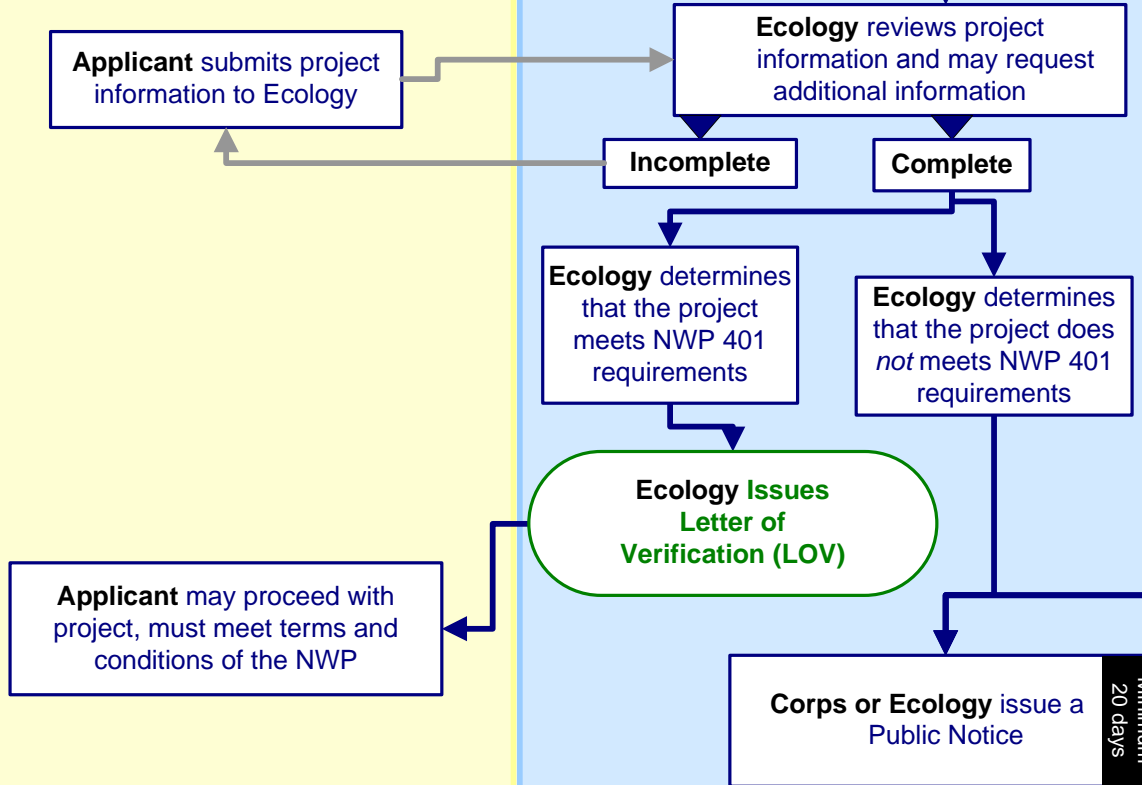 Ecology reviews project
information and may request
additional information
Applicant submits project
information to Ecology
Incomplete
Complete
Ecology determines
that the project
meets NWP 401
requirements
Ecology determines
that the project does
not meets NWP 401
requirements
Ecology Issues
Letter of
Verification (LOV)
Applicant may proceed with
project, must meet terms and
conditions of the NWP
Corps or Ecology issue a
Public Notice
20 days